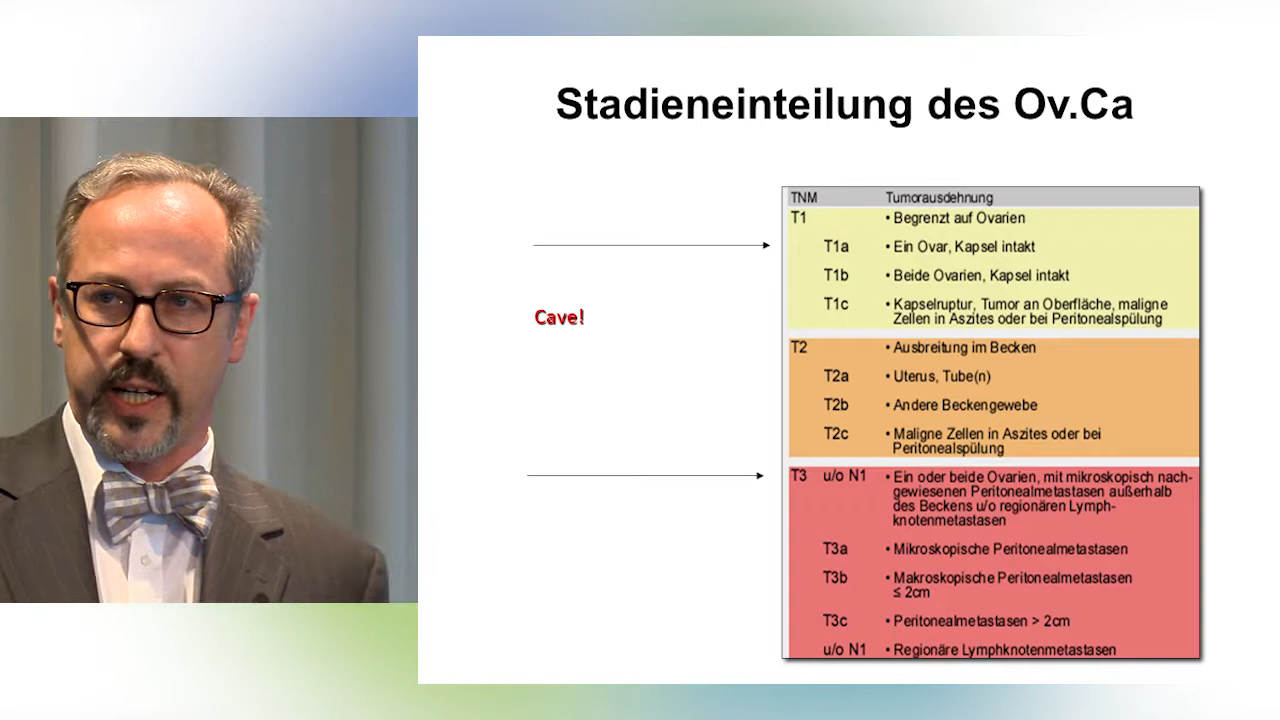 Stadieneinteilung des Ov.Ca
Cave!
TNM Tumorausdehnung
T1 • Begrenzt auf Ovarien
T1a • Ein Ovar, Kapsel intakt
T1b • Beide Ovarien, Kapsel intakt
T1c • Kapselruptur, Tumor an Oberfläche, maligne
Zellen in Aszites oder bei Peritonealspülung
T2 • Ausbreitung im Becken
T2a • Uterus, Tube(n)
T2b • Andere Beckengewebe
T2c • Maligne Zellen in Aszites oder bei
Peritonealspülung
T3 u/o N1 • Ein oder beide Ovarien, mit mikroskopisch nach-
gewiesenen Peritonealmetastasen außerhalb
des Beckens u/o regionären Lymph-
knotenmetastasen
T3a • Mikroskopische Peritonealmetastasen
T3b • Makroskopische Peritonealmetastasen
≤ 2cm
T3c • Peritonealmetastasen > 2cm
u/o N1 • Regionäre Lymphknotenmetastasen